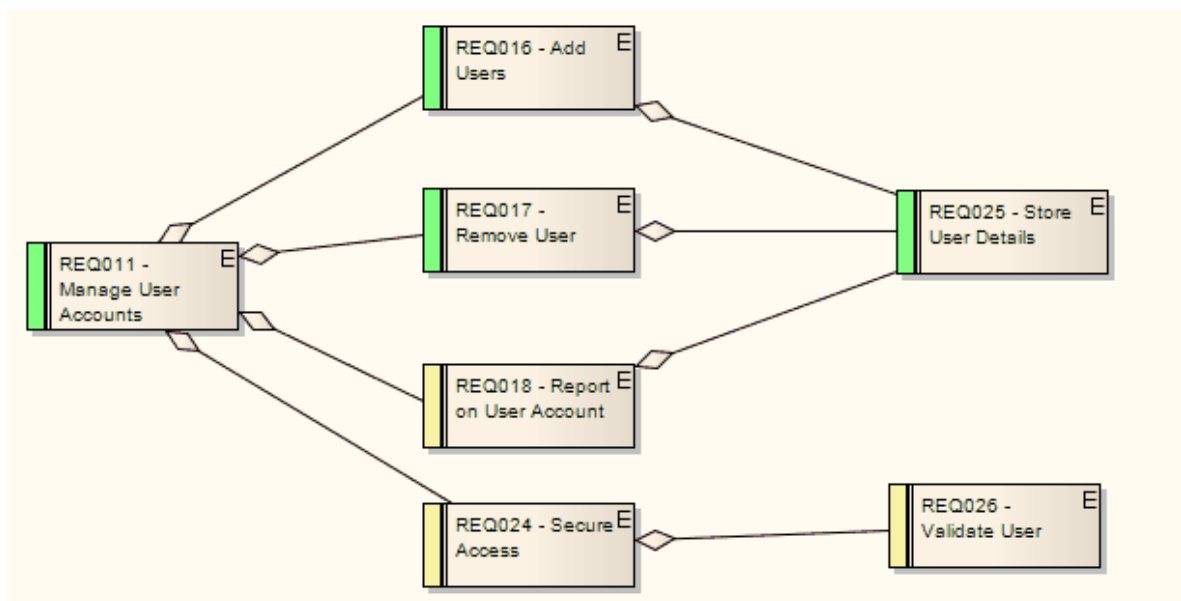 REQ016 - Add E
Users
REQ017 - E
Remove User
REQ025 - Store E
User Details
REQ011 - E
Manage User
Accounts
REQ018 - Report E
on User Account
REQ024 - Secure E
Access
REQ026 - E
Validate User